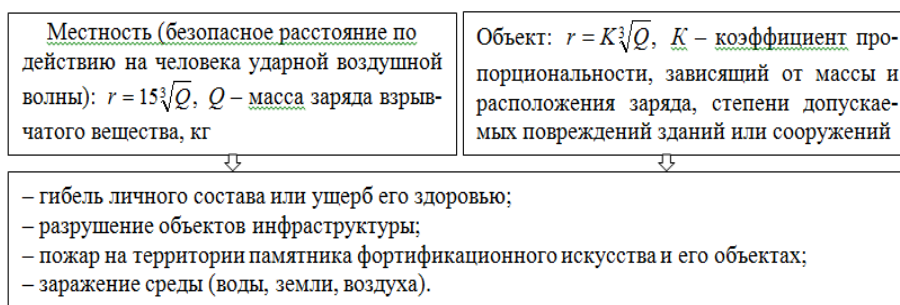 Местность (безопасное расстояние по
действию на человека ударной воздушной
волны): r = 15∛Q, Q – масса заряда взрыв-
чатого вещества, кг
Объект: r = K∛Q, K – коэффициент про-
порциональности, зависящий от массы и
расположения заряда, степени допускае-
мых повреждений зданий или сооружений
– гибель личного состава или ущерб его здоровью;
– разрушение объектов инфраструктуры;
– пожар на территории памятника фортификационного искусства и его объектах;
– заражение среды (воды, земли, воздуха).